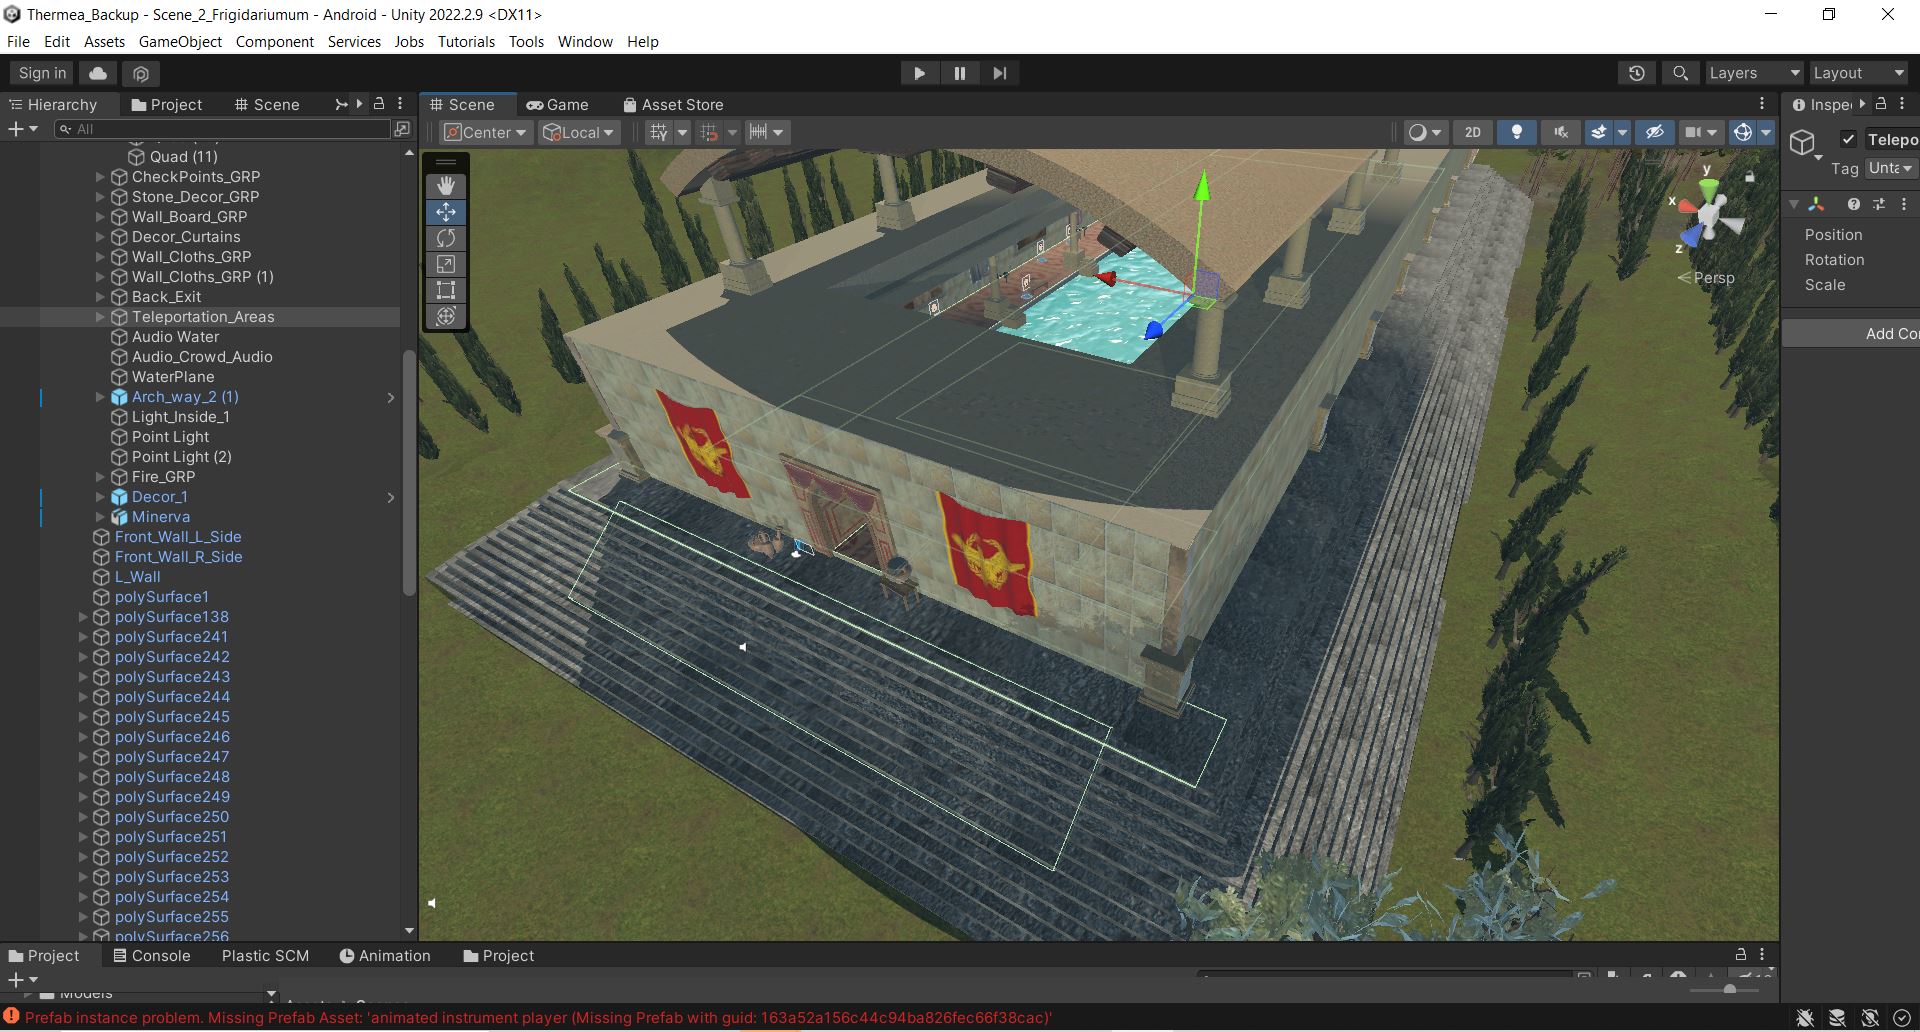 Thermea_Backup - Scene_2_Frigidariumum - Android - Unity 2022.2.9 <DX11>
File Edit Assets GameObject Component Services Jobs Tutorials Tools Window Help
Sign in Layers Layout
Hierarchy Project Scene
Scene Game Asset Store
Inspe
All
Center Local 2D
Telepo
Tag Unta
Quad (11)
CheckPoints_GRP
Stone_Decor_GRP
Wall_Board_GRP
Decor_Curtains
Wall_Cloths_GRP
Wall_Cloths_GRP (1)
Back_Exit
Teleportation_Areas
Audio Water
Audio_Crowd_Audio
WaterPlane
Arch_way_2 (1)
Light_Inside_1
Point Light
Point Light (2)
Fire_GRP
Decor_1
Minerva
Front_Wall_L_Side
Front_Wall_R_Side
L_Wall
polySurface1
polySurface138
polySurface241
polySurface242
polySurface243
polySurface244
polySurface245
polySurface246
polySurface247
polySurface248
polySurface249
polySurface250
polySurface251
polySurface252
polySurface253
polySurface254
polySurface255
polySurface256
y
x
z
Persp
Position
Rotation
Scale
Add Co
Project Console Plastic SCM Animation Project
Models
Prefab instance problem. Missing Prefab Asset: 'animated instrument player (Missing Prefab with guid: 163a52a156c44c94ba826fec66f38cac)'